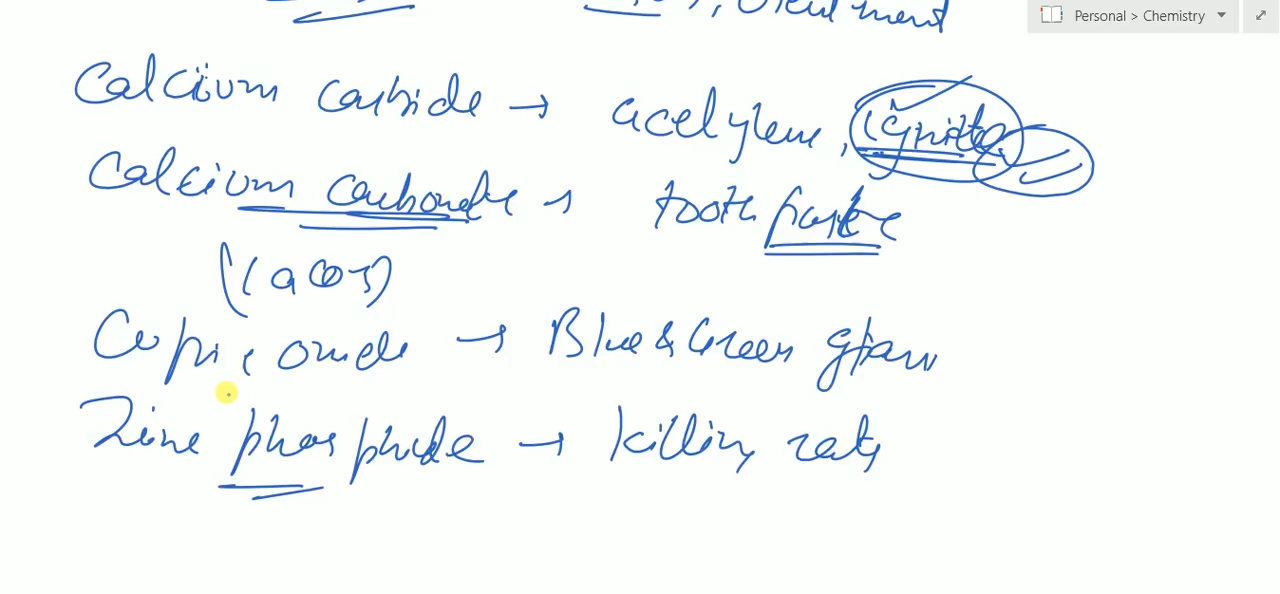 Personal > Chemistry
Calcium carbide → acetylene, (ignite)
Calcium carbonate → tooth paste
(CaCO3)
Cupric oxide → Blue & Green glass
Zinc phosphide → killing rats